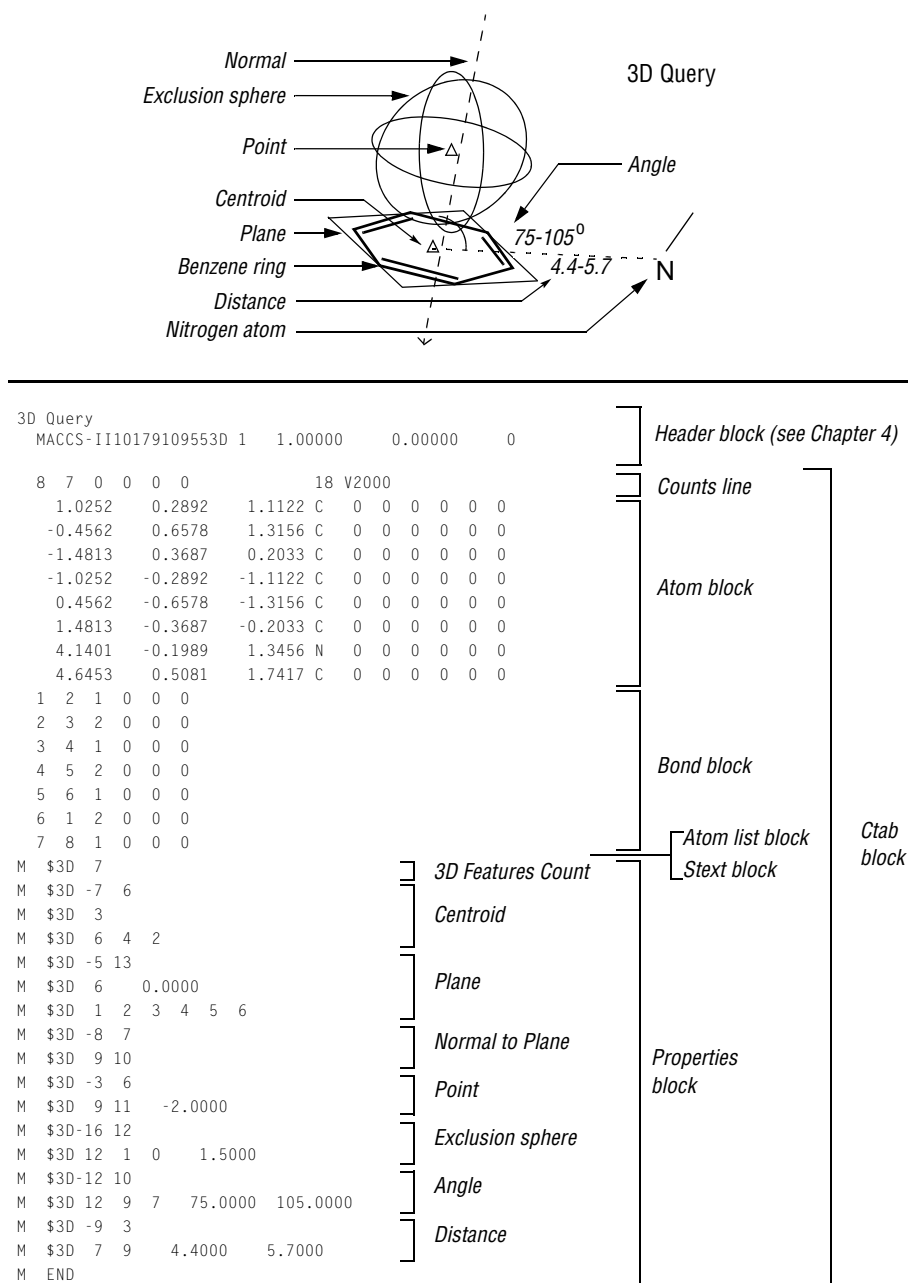 Normal
3D Query
Exclusion sphere
Point
Angle
Centroid
Plane
75-105⁰
Benzene ring
4.4-5.7
N
Distance
Nitrogen atom
3D Query
MACCS-II10179109553D 1   1.00000     0.00000     0
Header block (see Chapter 4)
8  7  0  0  0  0              18 V2000
Counts line
1.0252    0.2892    1.1122 C   0  0  0  0  0  0
-0.4562    0.6578    1.3156 C   0  0  0  0  0  0
-1.4813    0.3687    0.2033 C   0  0  0  0  0  0
-1.0252   -0.2892   -1.1122 C   0  0  0  0  0  0
0.4562   -0.6578   -1.3156 C   0  0  0  0  0  0
1.4813   -0.3687   -0.2033 C   0  0  0  0  0  0
4.1401   -0.1989    1.3456 N   0  0  0  0  0  0
4.6453    0.5081    1.7417 C   0  0  0  0  0  0
Atom block
1  2  1  0  0  0
2  3  2  0  0  0
3  4  1  0  0  0
4  5  2  0  0  0
5  6  1  0  0  0
6  1  2  0  0  0
7  8  1  0  0  0
Bond block
Atom list block
Stext block
Ctab
block
M  $3D  7
3D Features Count
M  $3D -7  6
M  $3D  3
M  $3D  6  4  2
Centroid
M  $3D -5 13
M  $3D  6    0.0000
M  $3D  1  2  3  4  5  6
Plane
M  $3D -8  7
M  $3D  9 10
Normal to Plane
M  $3D -3  6
M  $3D  9 11   -2.0000
Point
Properties
block
M  $3D-16 12
M  $3D 12  1  0    1.5000
Exclusion sphere
M  $3D-12 10
M  $3D 12  9  7   75.0000  105.0000
Angle
M  $3D -9  3
M  $3D  7  9    4.4000    5.7000
Distance
M  END